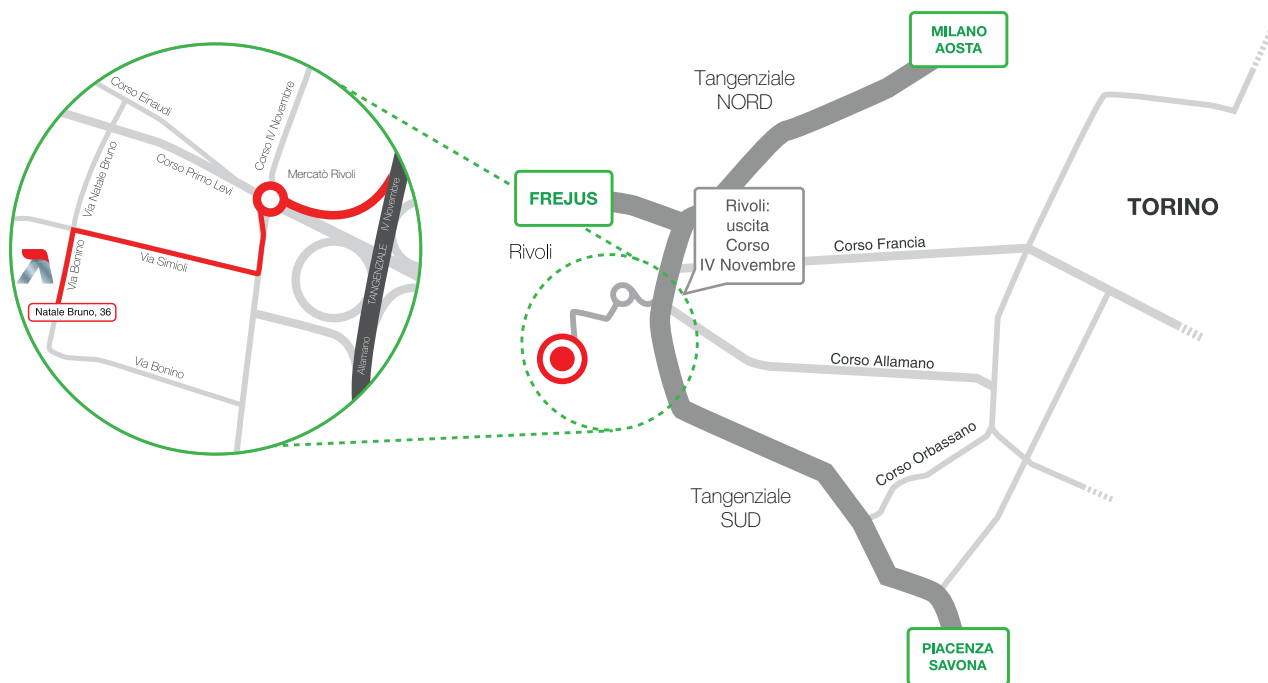 MILANO
AOSTA
Tangenziale
NORD
TORINO
FREJUS
Rivoli
Rivoli:
uscita
Corso
IV Novembre
Corso Francia
Corso Allamano
Corso Orbassano
Tangenziale
SUD
PIACENZA
SAVONA
Corso Einaudi
Corso IV Novembre
Via Natale Bruno
Corso Primo Levi
Mercatò Rivoli
Via Simioli
Via Bonino
Natale Bruno, 36
Via Bonino
Allamano TANGENZIALE IV Novembre